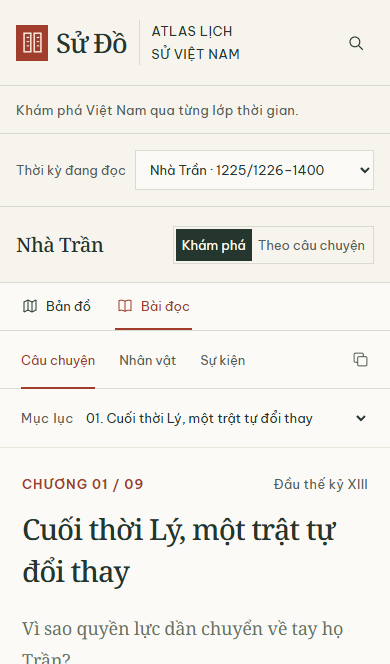 Sử Đồ
ATLAS LỊCH
SỬ VIỆT NAM
Khám phá Việt Nam qua từng lớp thời gian.
Thời kỳ đang đọc
Nhà Trần · 1225/1226–1400
Nhà Trần
Khám phá
Theo câu chuyện
Bản đồ
Bài đọc
Câu chuyện
Nhân vật
Sự kiện
Mục lục
01. Cuối thời Lý, một trật tự đổi thay
CHƯƠNG 01 / 09
Đầu thế kỷ XIII
Cuối thời Lý, một trật tự
đổi thay
Vì sao quyền lực dần chuyển về tay họ
Trần?